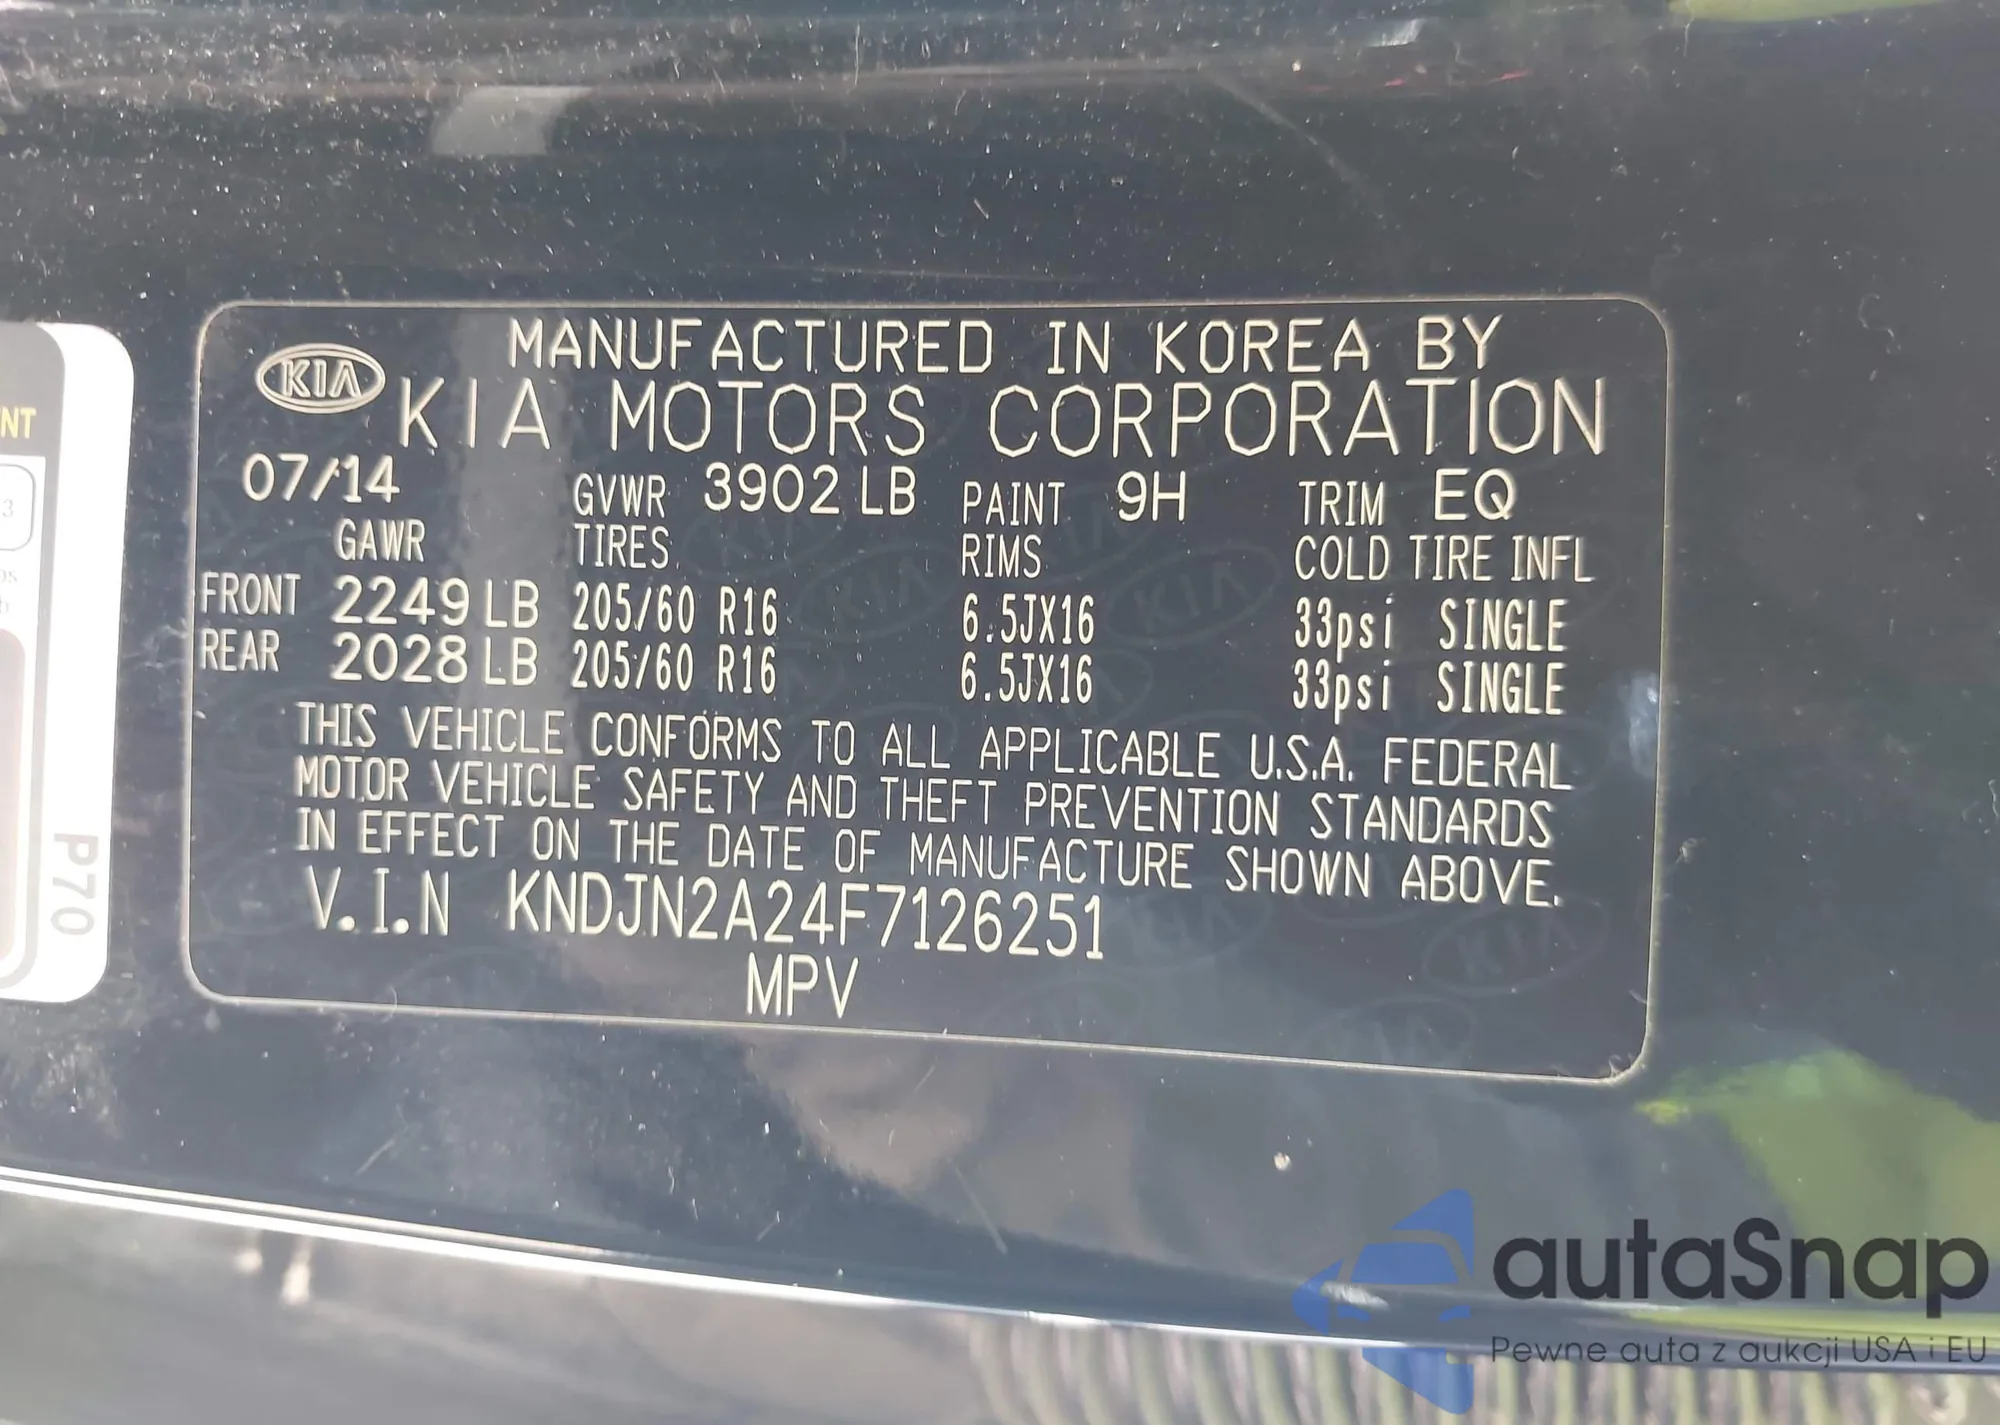 MANUFACTURED IN KOREA BY
KIA KIA MOTORS CORPORATION
07/14 GVWR 3902 LB PAINT 9H TRIM EQ
GAWR TIRES RIMS COLD TIRE INFL
FRONT 2249 LB 205/60 R16 6.5JX16 33psi SINGLE
REAR 2028 LB 205/60 R16 6.5JX16 33psi SINGLE
THIS VEHICLE CONFORMS TO ALL APPLICABLE U.S.A. FEDERAL
MOTOR VEHICLE SAFETY AND THEFT PREVENTION STANDARDS
IN EFFECT ON THE DATE OF MANUFACTURE SHOWN ABOVE.
V.I.N KNDJN2A24F7126251
MPV
NT
3
P70
autaSnap
Pewne auta z aukcji USA i EU